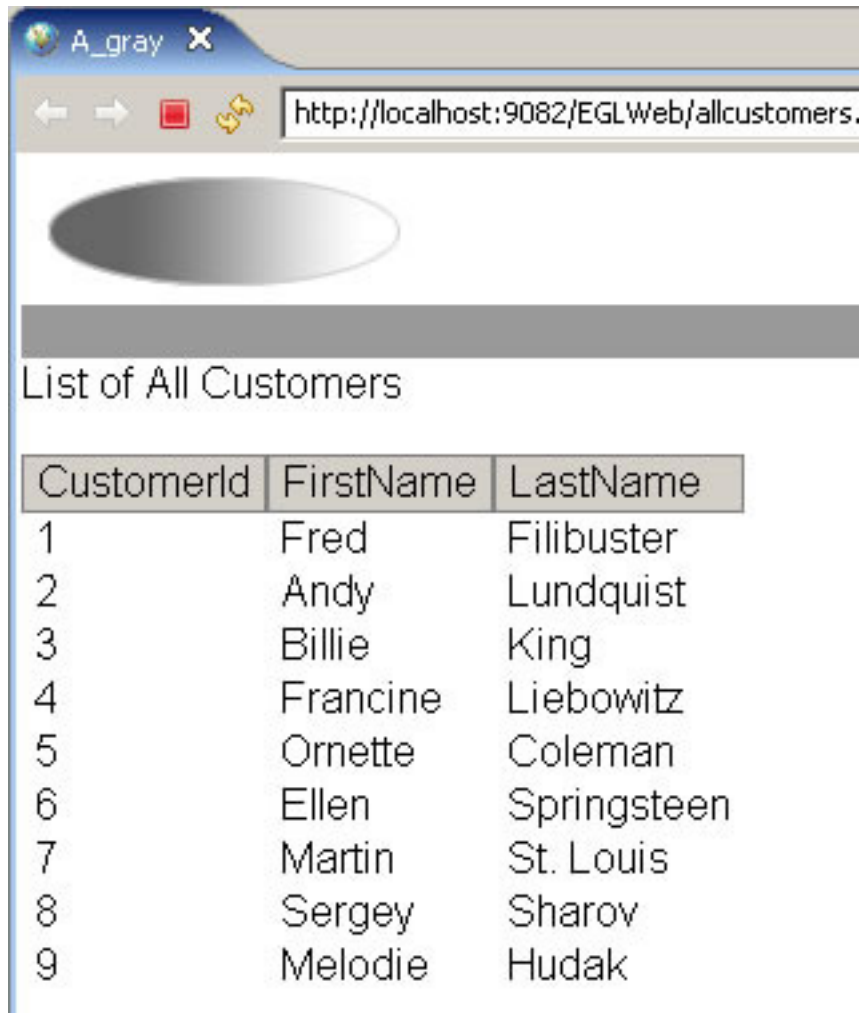 A_gray
http://localhost:9082/EGLWeb/allcustomers.
List of All Customers
CustomerId FirstName LastName
1 Fred Filibuster
2 Andy Lundquist
3 Billie King
4 Francine Liebowitz
5 Ornette Coleman
6 Ellen Springsteen
7 Martin St. Louis
8 Sergey Sharov
9 Melodie Hudak